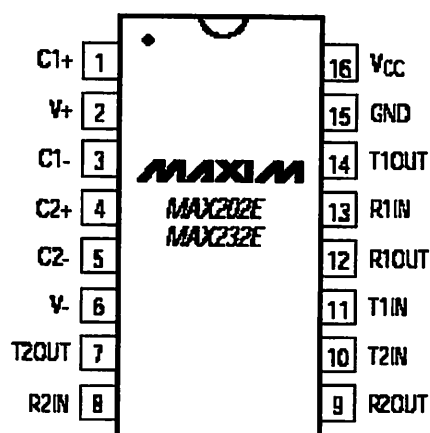 C1+ 1 16 VCC
V+ 2 15 GND
C1- 3 14 T1OUT
MAXIM
C2+ 4 MAX202E 13 R1IN
MAX232E
C2- 5 12 R1OUT
V- 6 11 T1IN
T2OUT 7 10 T2IN
R2IN 8 9 R2OUT